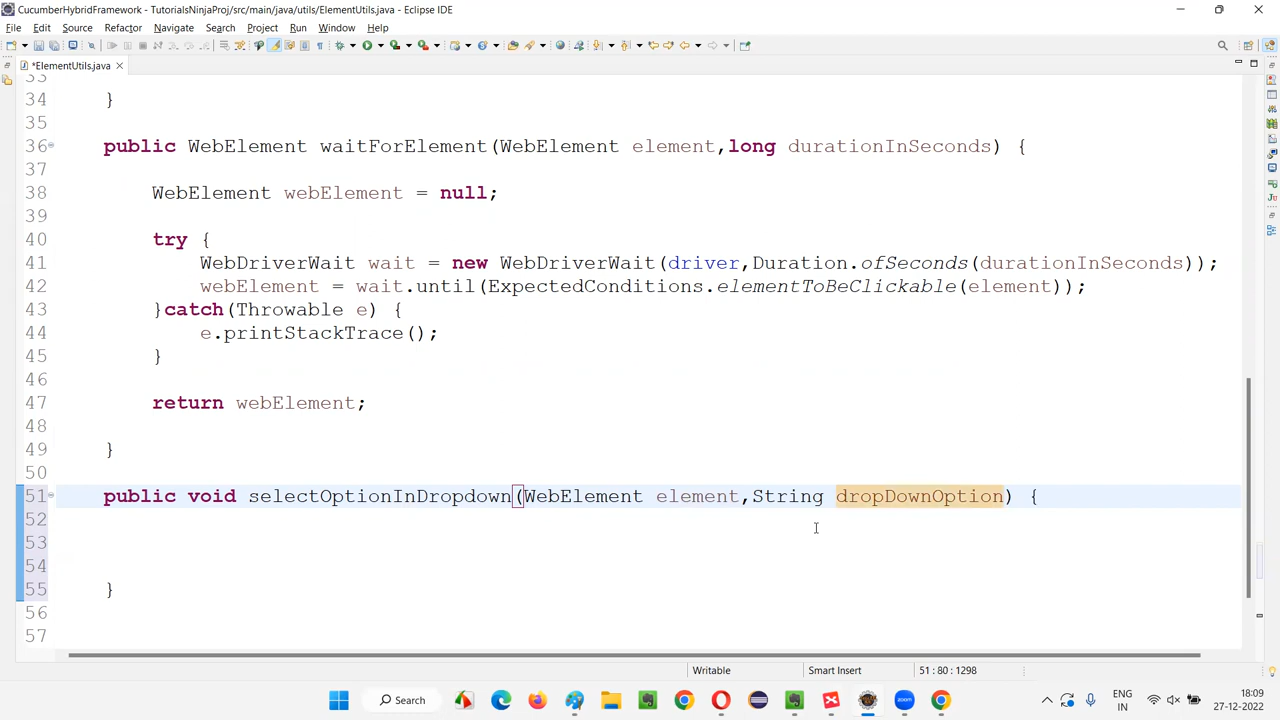 CucumberHybridFramework - TutorialsNinjaProj/src/main/java/utils/ElementUtils.java - Eclipse IDE
File Edit Source Refactor Navigate Search Project Run Window Help
*ElementUtils.java
33
34 }
35
36 public WebElement waitForElement(WebElement element,long durationInSeconds) {
37
38 WebElement webElement = null;
39
40 try {
41 WebDriverWait wait = new WebDriverWait(driver,Duration.ofSeconds(durationInSeconds));
42 webElement = wait.until(ExpectedConditions.elementToBeClickable(element));
43 }catch(Throwable e) {
44 e.printStackTrace();
45 }
46
47 return webElement;
48
49 }
50
51 public void selectOptionInDropdown(WebElement element,String dropDownOption) {
52
53
54
55 }
56
57
Writable Smart Insert 51 : 80 : 1298
Search
ENG
IN
18:09
27-12-2022